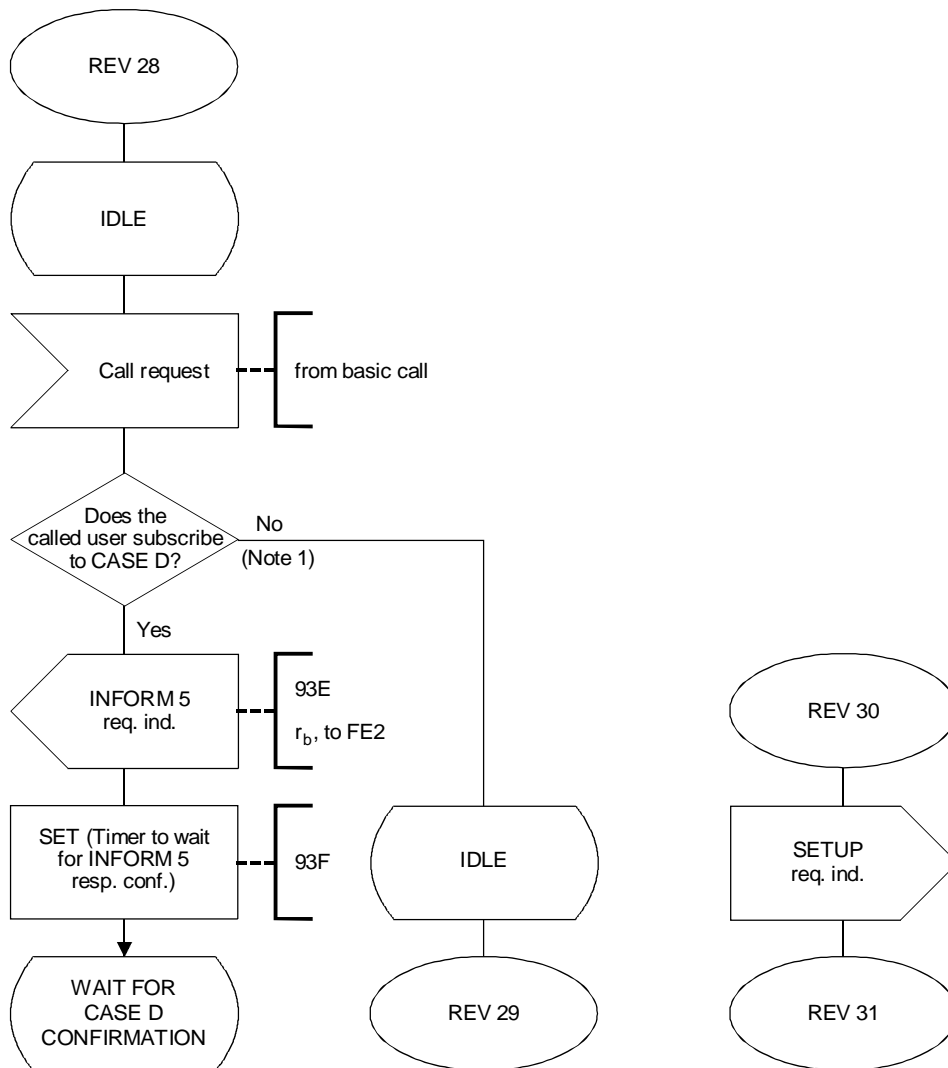 REV 28
IDLE
Call request
from basic call
Does the
called user subscribe
to CASE D?
No
(Note 1)
Yes
INFORM 5
req. ind.
93E
rb, to FE2
SET (Timer to wait
for INFORM 5
resp. conf.)
93F
WAIT FOR
CASE D
CONFIRMATION
IDLE
REV 29
REV 30
SETUP
req. ind.
REV 31